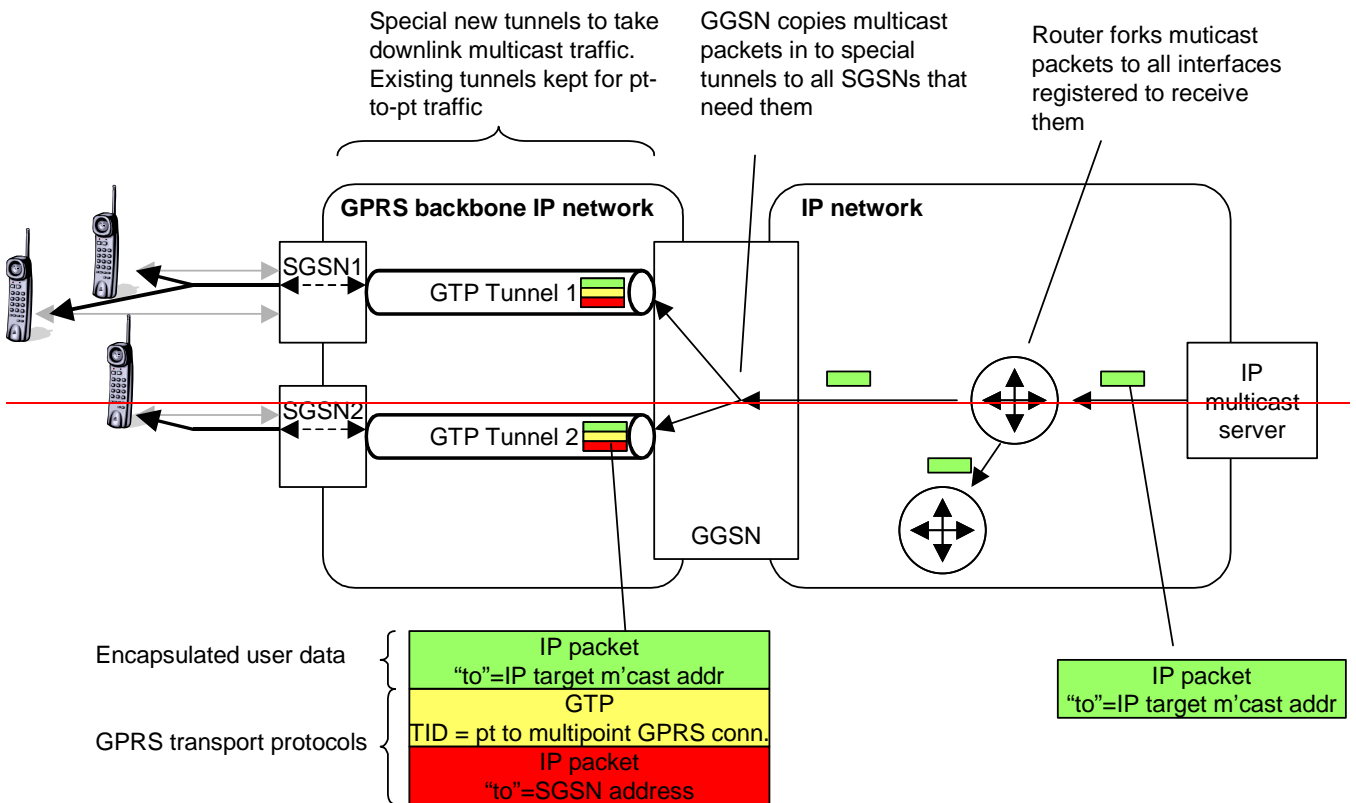 Special new tunnels to take
downlink multicast traffic.
Existing tunnels kept for pt-
to-pt traffic
GGSN copies multicast
packets in to special
tunnels to all SGSNs that
need them
Router forks muticast
packets to all interfaces
registered to receive
them
GPRS backbone IP network
IP network
SGSN1
GTP Tunnel 1
SGSN2
GTP Tunnel 2
GGSN
IP
multicast
server
Encapsulated user data
GPRS transport protocols
IP packet
“to”=IP target m’cast addr
GTP
TID = pt to multipoint GPRS conn.
IP packet
“to”=SGSN address
IP packet
“to”=IP target m’cast addr